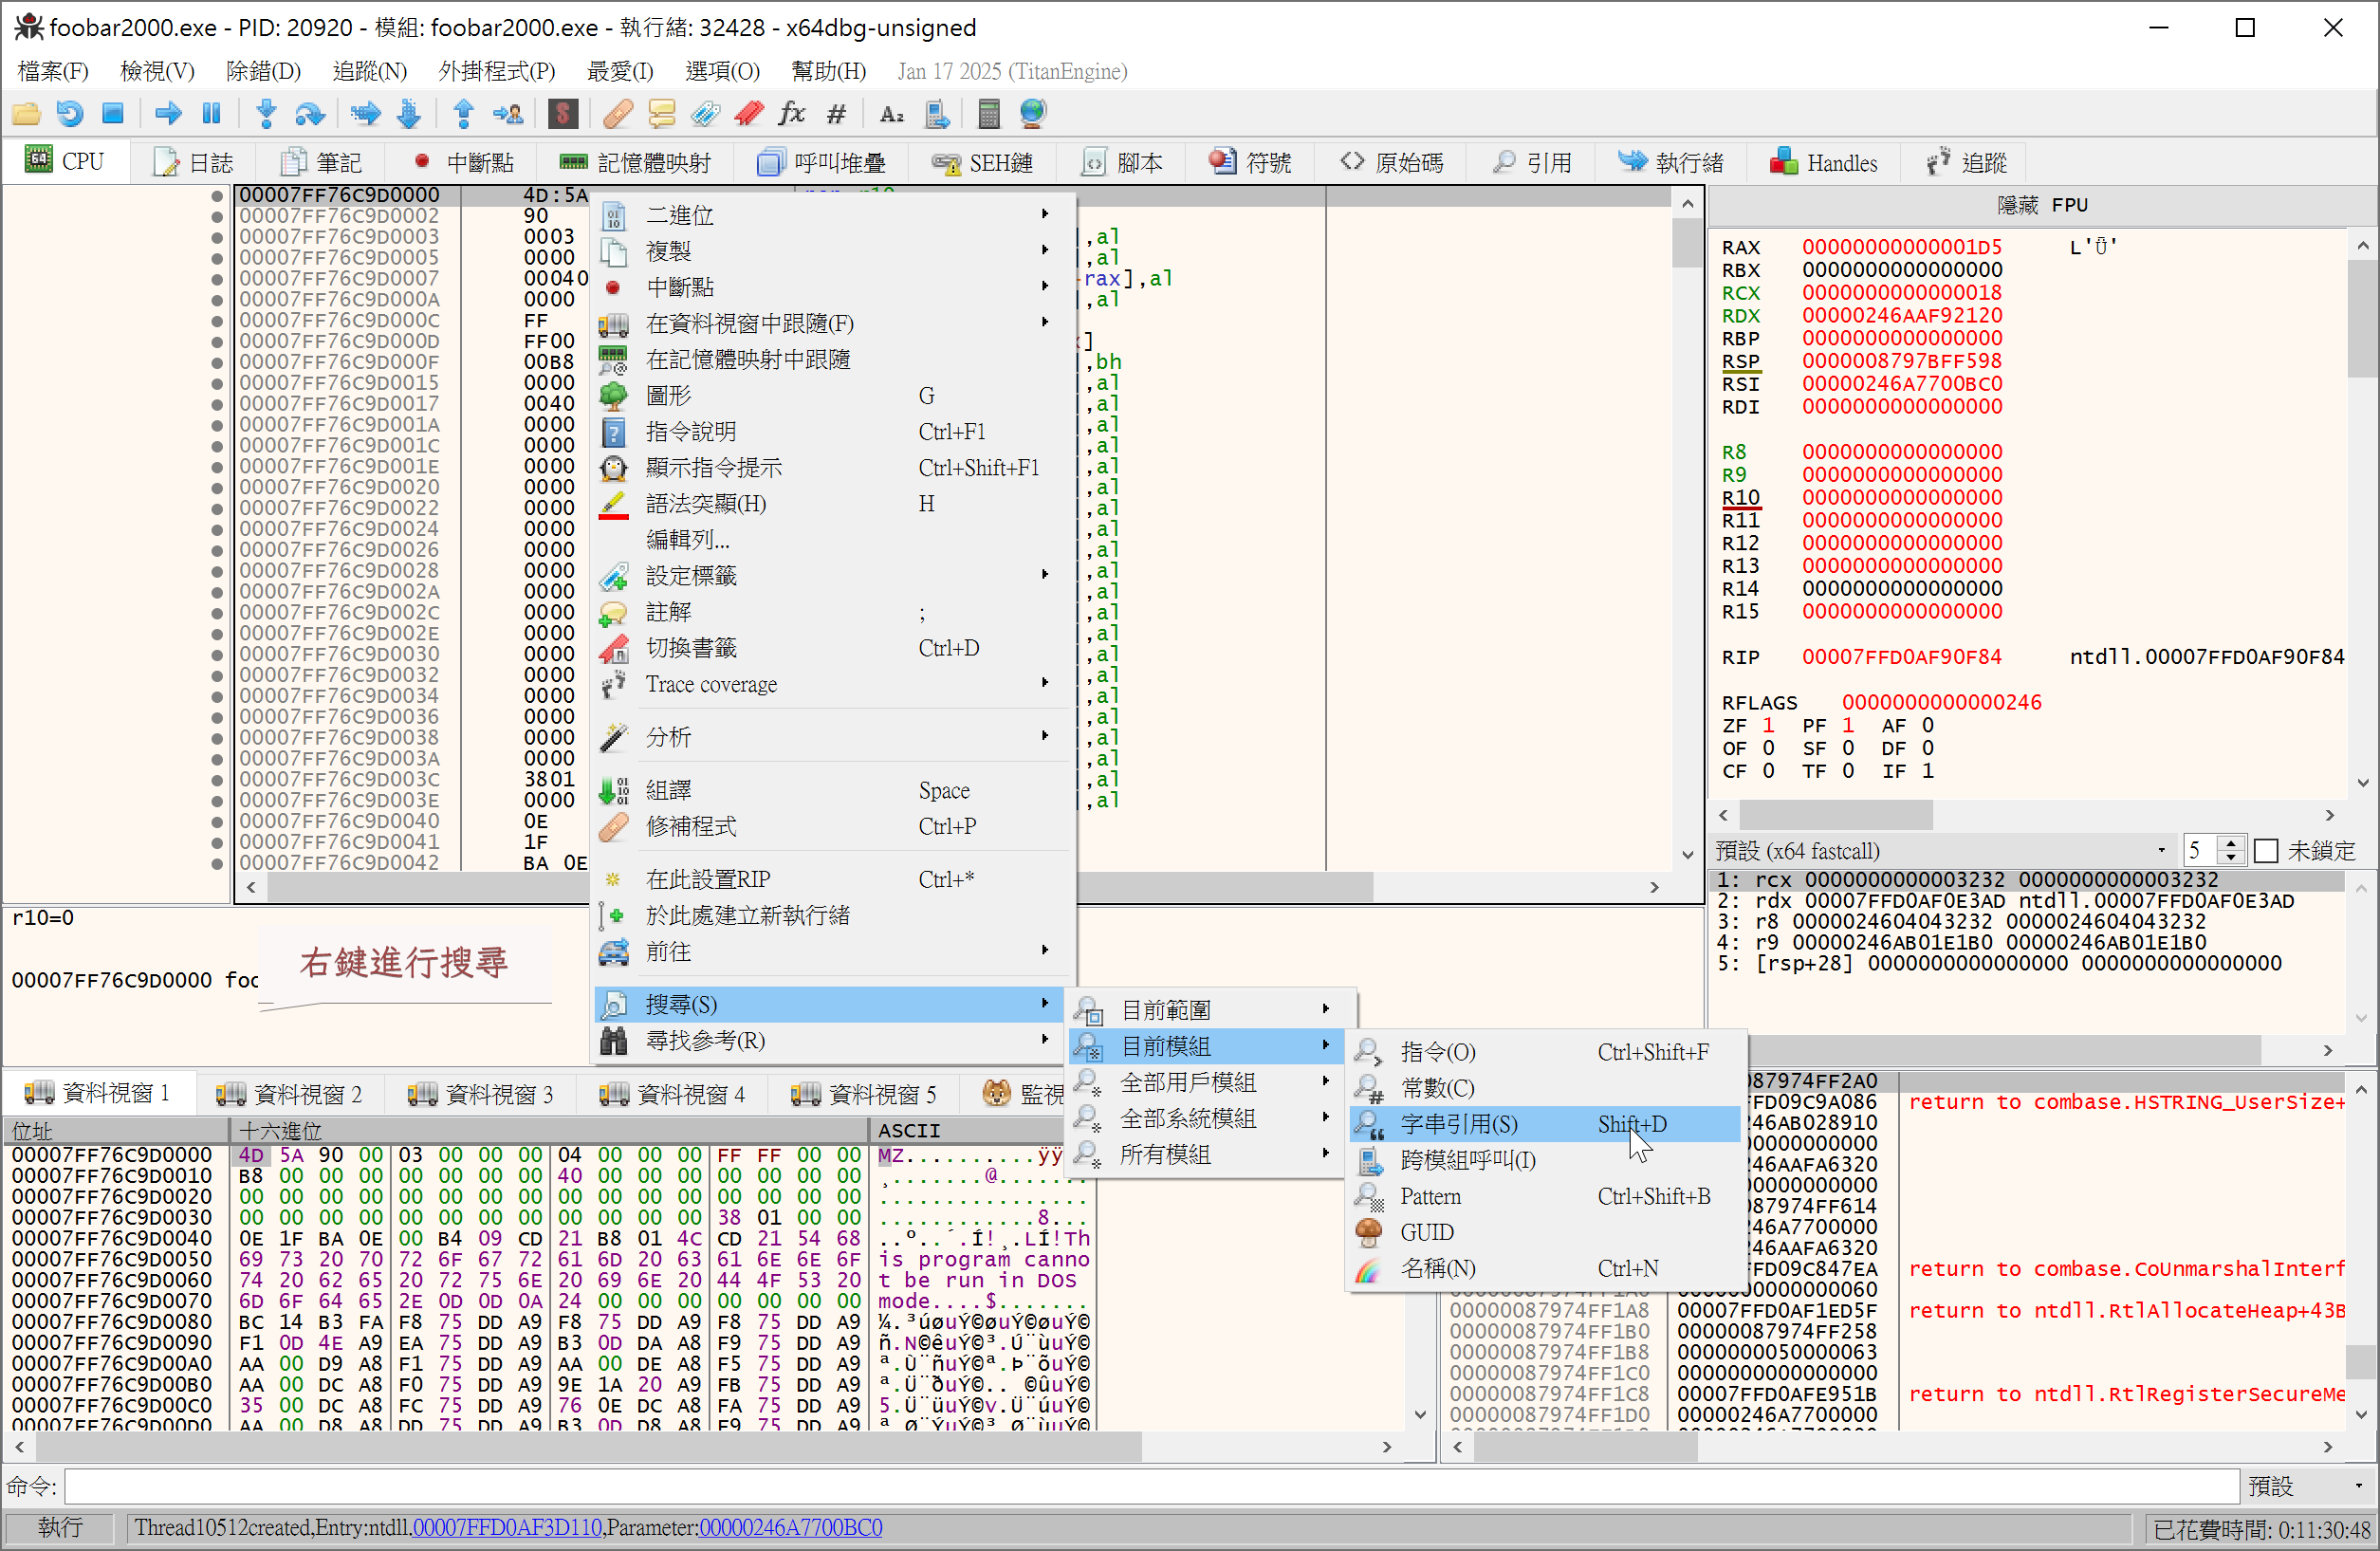 foobar2000.exe - PID: 20920 - 模組: foobar2000.exe - 執行緒: 32428 - x64dbg-unsigned
檔案(F) 檢視(V) 除錯(D) 追蹤(N) 外掛程式(P) 最愛(I) 選項(O) 幫助(H) Jan 17 2025 (TitanEngine)
CPU 日誌 筆記 中斷點 記憶體映射 呼叫堆疊 SEH鏈 腳本 符號 原始碼 引用 執行緒 Handles 追蹤
00007FF76C9D0000 4D:5A
00007FF76C9D0002 90
00007FF76C9D0003 0003 ,al
00007FF76C9D0005 0000 ,al
00007FF76C9D0007 00040 -rax],al
00007FF76C9D000A 0000 ,al
00007FF76C9D000C FF
00007FF76C9D000D FF00 ]
00007FF76C9D000F 00B8 ,bh
00007FF76C9D0015 0000 ,al
00007FF76C9D0017 0040 ,al
00007FF76C9D001A 0000 ,al
00007FF76C9D001C 0000 ,al
00007FF76C9D001E 0000 ,al
00007FF76C9D0020 0000 ,al
00007FF76C9D0022 0000 ,al
00007FF76C9D0024 0000 ,al
00007FF76C9D0026 0000 ,al
00007FF76C9D0028 0000 ,al
00007FF76C9D002A 0000 ,al
00007FF76C9D002C 0000 ,al
00007FF76C9D002E 0000 ,al
00007FF76C9D0030 0000 ,al
00007FF76C9D0032 0000 ,al
00007FF76C9D0034 0000 ,al
00007FF76C9D0036 0000 ,al
00007FF76C9D0038 0000 ,al
00007FF76C9D003A 0000 ,al
00007FF76C9D003C 3801 ,al
00007FF76C9D003E 0000 ,al
00007FF76C9D0040 0E
00007FF76C9D0041 1F
00007FF76C9D0042 BA 0E
二進位
複製
中斷點
在資料視窗中跟隨(F)
在記憶體映射中跟隨
圖形 G
指令說明 Ctrl+F1
顯示指令提示 Ctrl+Shift+F1
語法突顯(H) H
編輯列...
設定標籤
註解 ;
切換書籤 Ctrl+D
Trace coverage
分析
組譯 Space
修補程式 Ctrl+P
在此設置RIP Ctrl+*
於此處建立新執行緒
前往
搜尋(S)
尋找參考(R)
目前範圍
目前模組
全部用戶模組
全部系統模組
所有模組
指令(O) Ctrl+Shift+F
常數(C)
字串引用(S) Shift+D
跨模組呼叫(I)
Pattern Ctrl+Shift+B
GUID
名稱(N) Ctrl+N
隱藏 FPU
RAX 00000000000001D5 L'Ǖ'
RBX 0000000000000000
RCX 0000000000000018
RDX 00000246AAF92120
RBP 0000000000000000
RSP 0000008797BFF598
RSI 00000246A7700BC0
RDI 0000000000000000
R8 0000000000000000
R9 0000000000000000
R10 0000000000000000
R11 0000000000000000
R12 0000000000000000
R13 0000000000000000
R14 0000000000000000
R15 0000000000000000
RIP 00007FFD0AF90F84 ntdll.00007FFD0AF90F84
RFLAGS 0000000000000246
ZF 1 PF 1 AF 0
OF 0 SF 0 DF 0
CF 0 TF 0 IF 1
預設 (x64 fastcall) 5 未鎖定
1: rcx 0000000000003232 0000000000003232
2: rdx 00007FFD0AF0E3AD ntdll.00007FFD0AF0E3AD
3: r8 0000024604043232 0000024604043232
4: r9 00000246AB01E1B0 00000246AB01E1B0
5: [rsp+28] 0000000000000000 0000000000000000
r10=0
右鍵進行搜尋
00007FF76C9D0000 foo
資料視窗 1 資料視窗 2 資料視窗 3 資料視窗 4 資料視窗 5 監視
位址 十六進位 ASCII
00007FF76C9D0000 4D 5A 90 00 03 00 00 00 04 00 00 00 FF FF 00 00 MZ..........ÿÿ
00007FF76C9D0010 B8 00 00 00 00 00 00 00 40 00 00 00 00 00 00 00 ¸.......@.......
00007FF76C9D0020 00 00 00 00 00 00 00 00 00 00 00 00 00 00 00 00 ................
00007FF76C9D0030 00 00 00 00 00 00 00 00 00 00 00 00 38 01 00 00 ............8...
00007FF76C9D0040 0E 1F BA 0E 00 B4 09 CD 21 B8 01 4C CD 21 54 68 ..º..´.Í!¸.LÍ!Th
00007FF76C9D0050 69 73 20 70 72 6F 67 72 61 6D 20 63 61 6E 6E 6F is program canno
00007FF76C9D0060 74 20 62 65 20 72 75 6E 20 69 6E 20 44 4F 53 20 t be run in DOS
00007FF76C9D0070 6D 6F 64 65 2E 0D 0D 0A 24 00 00 00 00 00 00 00 mode....$.......
00007FF76C9D0080 BC 14 B3 FA F8 75 DD A9 F8 75 DD A9 F8 75 DD A9 ¼.³úøuÝ©øuÝ©øuÝ©
00007FF76C9D0090 F1 0D 4E A9 EA 75 DD A9 B3 0D DA A8 F9 75 DD A9 ñ.N©êuÝ©³.Ú¨ùuÝ©
00007FF76C9D00A0 AA 00 D9 A8 F1 75 DD A9 AA 00 DE A8 F5 75 DD A9 ª.Ù¨ñuÝ©ª.Þ¨õuÝ©
00007FF76C9D00B0 AA 00 DC A8 F0 75 DD A9 9E 1A 20 A9 FB 75 DD A9 ª.Ü¨ðuÝ©.. ©ûuÝ©
00007FF76C9D00C0 35 00 DC A8 FC 75 DD A9 76 0E DC A8 FA 75 DD A9 5.Ü¨üuÝ©v.Ü¨úuÝ©
00007FF76C9D00D0 AA 00 D8 A8 DD 75 DD A9 B3 0D D8 A8 F9 75 DD A9 ª.Ø¨ÝuÝ©³.Ø¨ùuÝ©
87974FF2A0
FD09C9A086 return to combase.HSTRING_UserSize+
246AB028910
0000000000
246AAFA6320
0000000000
87974FF614
246A7700000
246AAFA6320
FD09C847EA return to combase.CoUnmarshalInterf
0000000060
00000087974FF1A8 00007FFD0AF1ED5F return to ntdll.RtlAllocateHeap+43B
00000087974FF1B0 00000087974FF258
00000087974FF1B8 0000000050000063
00000087974FF1C0 0000000000000000
00000087974FF1C8 00007FFD0AFE951B return to ntdll.RtlRegisterSecureMe
00000087974FF1D0 00000246A7700000
命令: 預設
執行 Thread10512created,Entry:ntdll.00007FFD0AF3D110,Parameter:00000246A7700BC0 已花費時間: 0:11:30:48